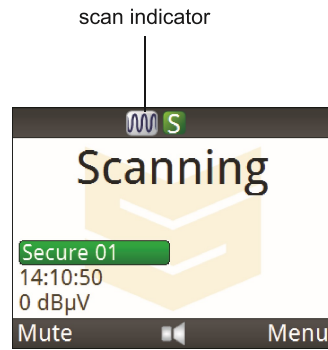 scan indicator
S
Scanning
Secure 01
14:10:50
0 dBµV
Mute Menu